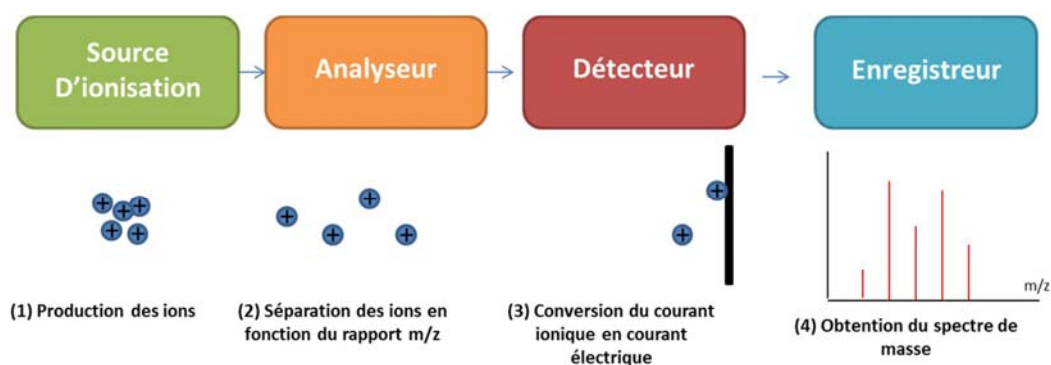 Source
D'ionisation
Analyseur
Détecteur
Enregistreur
m/z
(1) Production des ions
(2) Séparation des ions en
fonction du rapport m/z
(3) Conversion du courant
ionique en courant
électrique
(4) Obtention du spectre de
masse